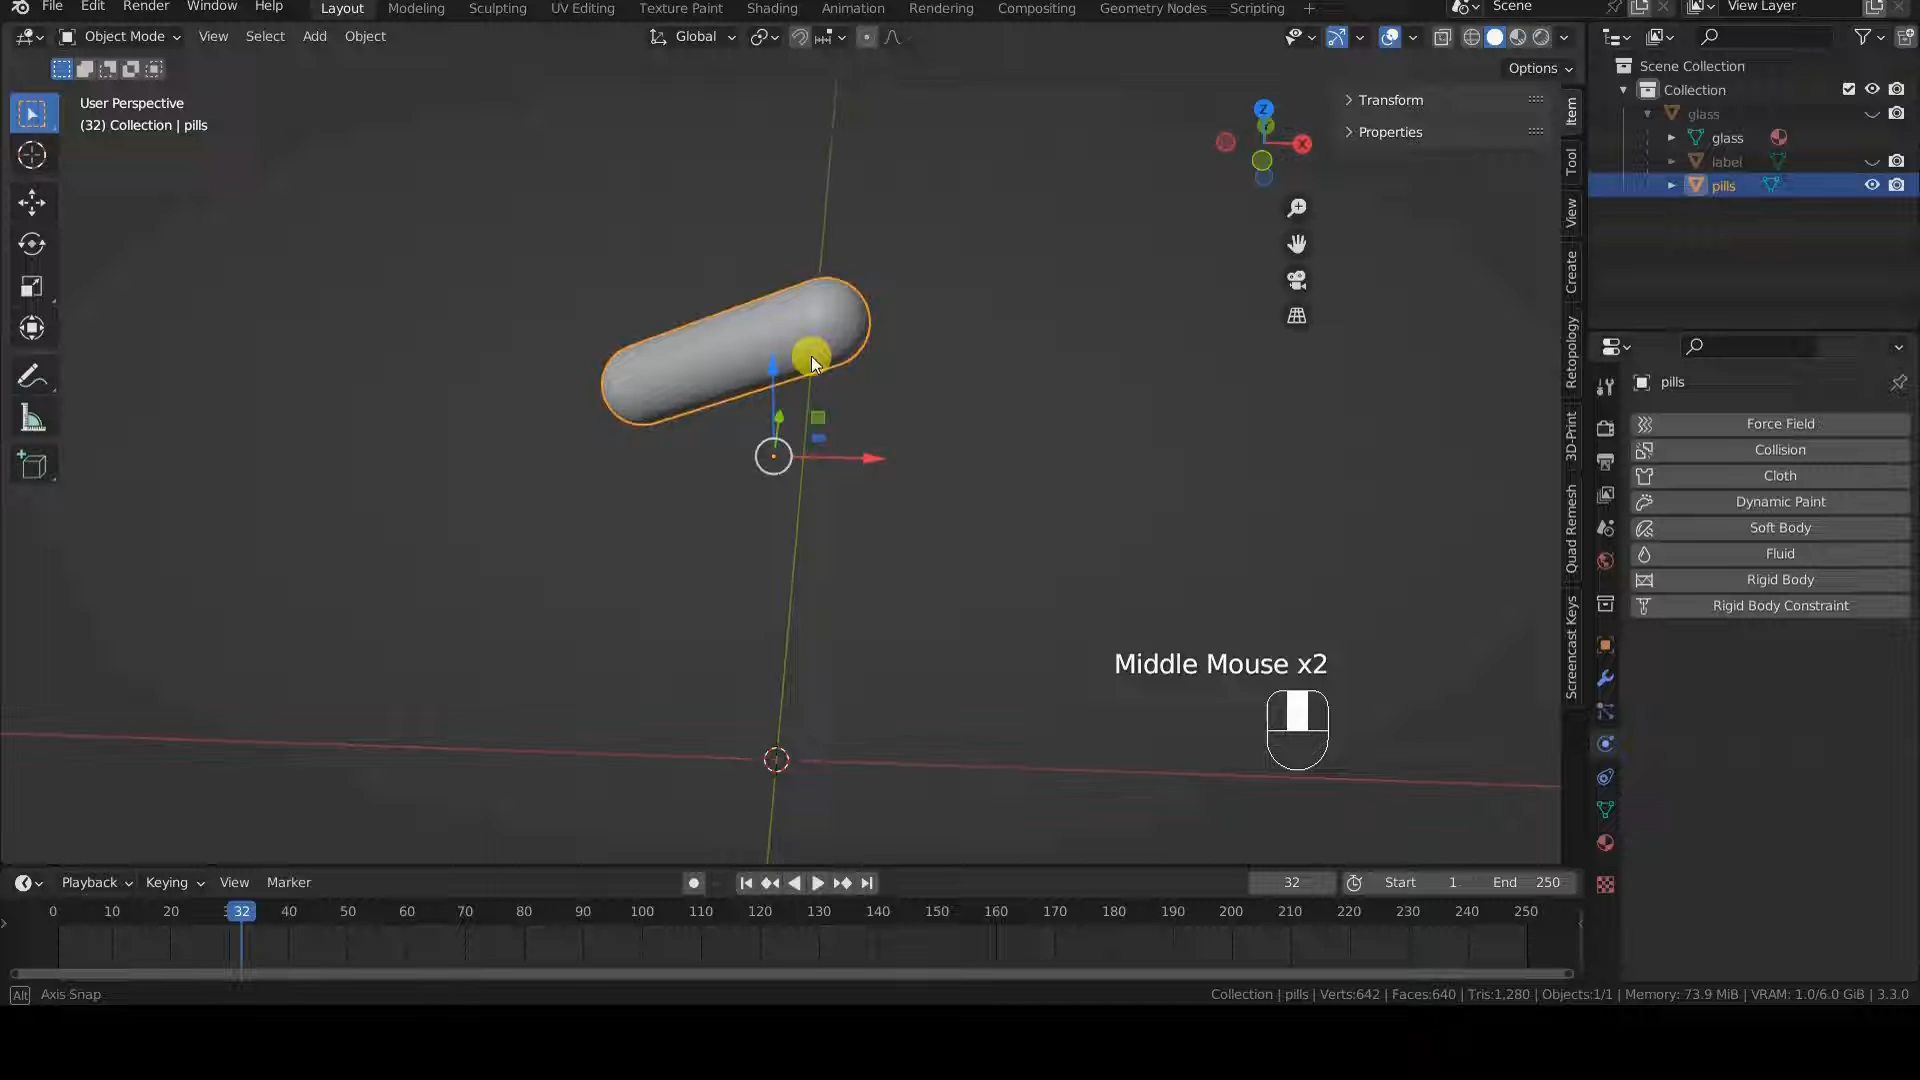 File Edit Render Window Help Layout Modeling Sculpting UV Editing Texture Paint Shading Animation Rendering Compositing Geometry Nodes Scripting + Scene View Layer
Object Mode View Select Add Object Global
Options
User Perspective
(32) Collection | pills
Transform
Properties
Item
Tool
View
Create
Retopology
3D-Print
Quad Remesh
Screencast Keys
Z
X
Scene Collection
Collection
glass
glass
label
pills
pills
Force Field
Collision
Cloth
Dynamic Paint
Soft Body
Fluid
Rigid Body
Rigid Body Constraint
Middle Mouse x2
Playback Keying View Marker 32 Start 1 End 250
0 10 20 32 40 50 60 70 80 90 100 110 120 130 140 150 160 170 180 190 200 210 220 230 240 250
Alt Axis Snap
Collection | pills | Verts:642 | Faces:640 | Tris:1,280 | Objects:1/1 | Memory: 73.9 MiB | VRAM: 1.0/6.0 GiB | 3.3.0